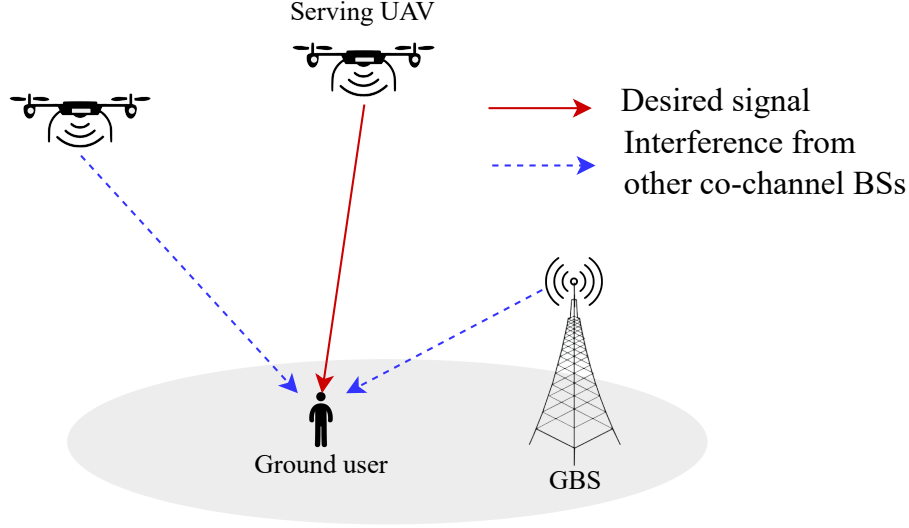 Serving UAV
Desired signal
Interference from
other co-channel BSs
Ground user
GBS